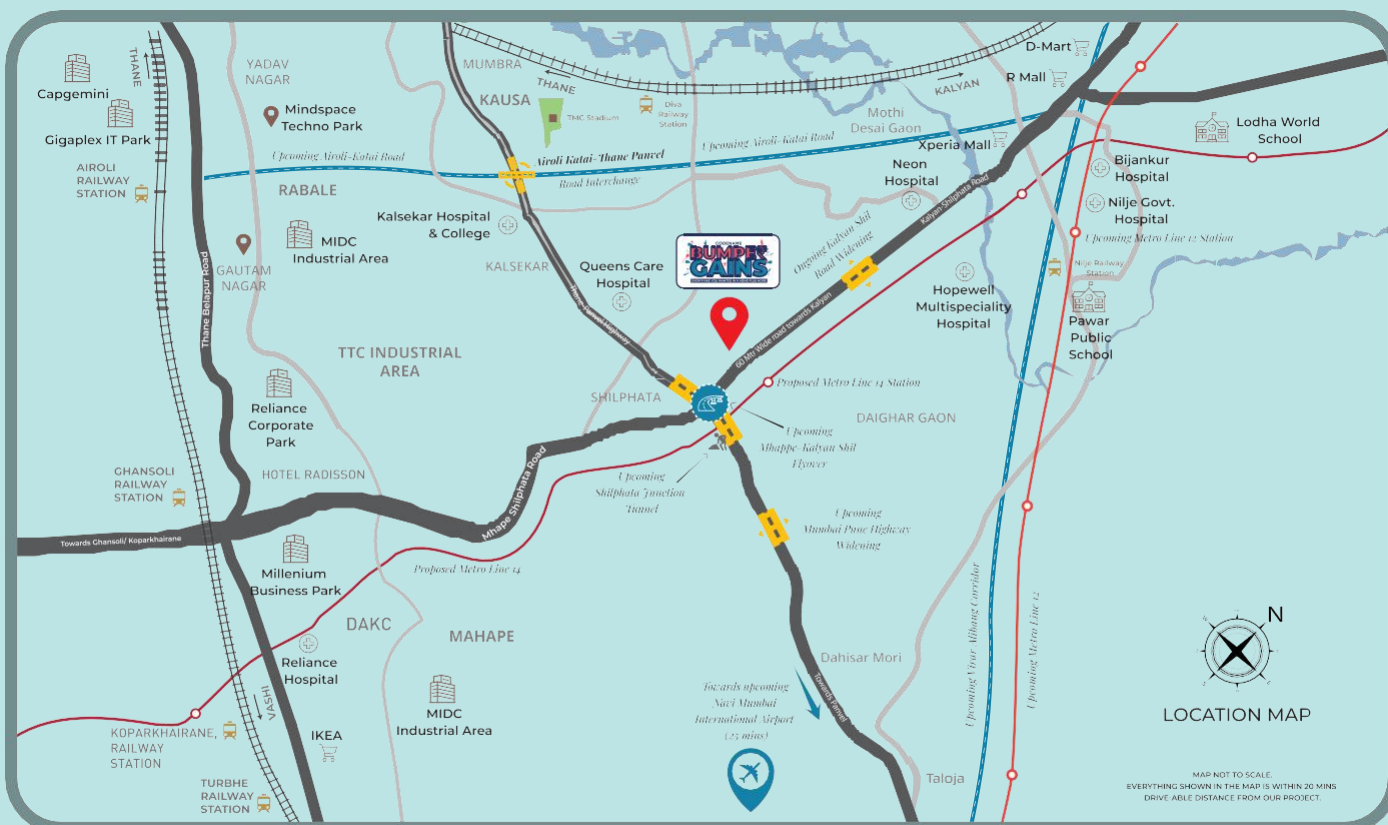 Capgemini
Gigaplex IT Park
THANE
AIROLI
RAILWAY
STATION
YADAV
NAGAR
Mindspace
Techno Park
Upcoming Airoli-Katai Road
RABALE
MIDC
Industrial Area
GAUTAM
NAGAR
Thane Belapur Road
MUMBRA
KAUSA
THANE
TMC Stadium
Diva
Railway
Station
KALYAN
Airoli Katai-Thane Panvel
Road Interchange
Upcoming Airoli-Katai Road
Kalsekar Hospital
& College
KALSEKAR
Queens Care
Hospital
Thane-Panvel Highway
Mothi
Desai Gaon
D-Mart
R Mall
Xperia Mall
Neon
Hospital
Kalyan-Shilphata Road
Lodha World
School
Bijankur
Hospital
Nilje Govt.
Hospital
Upcoming Metro Line 12 Station
Nilje Railway
Station
Pawar
Public
School
Hopewell
Multispeciality
Hospital
Ongoing Kalyan Shil
Road Widening
60 Mtr Wide road towards Kalyan
CODENAME
BUMPER
GAINS
TTC INDUSTRIAL
AREA
SHILPHATA
Proposed Metro Line 14 Station
DAIGHAR GAON
Upcoming
Mhappe-Kalyan Shil
Flyover
Upcoming
Shilphata Junction
Tunnel
Upcoming
Mumbai Pune Highway
Widening
Reliance
Corporate
Park
HOTEL RADISSON
GHANSOLI
RAILWAY
STATION
Towards Ghansoli/ Koparkhairane
Mhape Shilphata Road
Proposed Metro Line 14
Millenium
Business Park
DAKC
MAHAPE
Reliance
Hospital
MIDC
Industrial Area
VASHI
KOPARKHAIRANE,
RAILWAY
STATION
IKEA
TURBHE
RAILWAY
STATION
Dahisar Mori
Towards Panvel
Towards upcoming
Navi Mumbai
International Airport
(25 mins)
Taloja
Upcoming Virar Alibaug Corridor
Upcoming Metro Line 12
N
LOCATION MAP
MAP NOT TO SCALE.
EVERYTHING SHOWN IN THE MAP IS WITHIN 20 MINS
DRIVE-ABLE DISTANCE FROM OUR PROJECT.